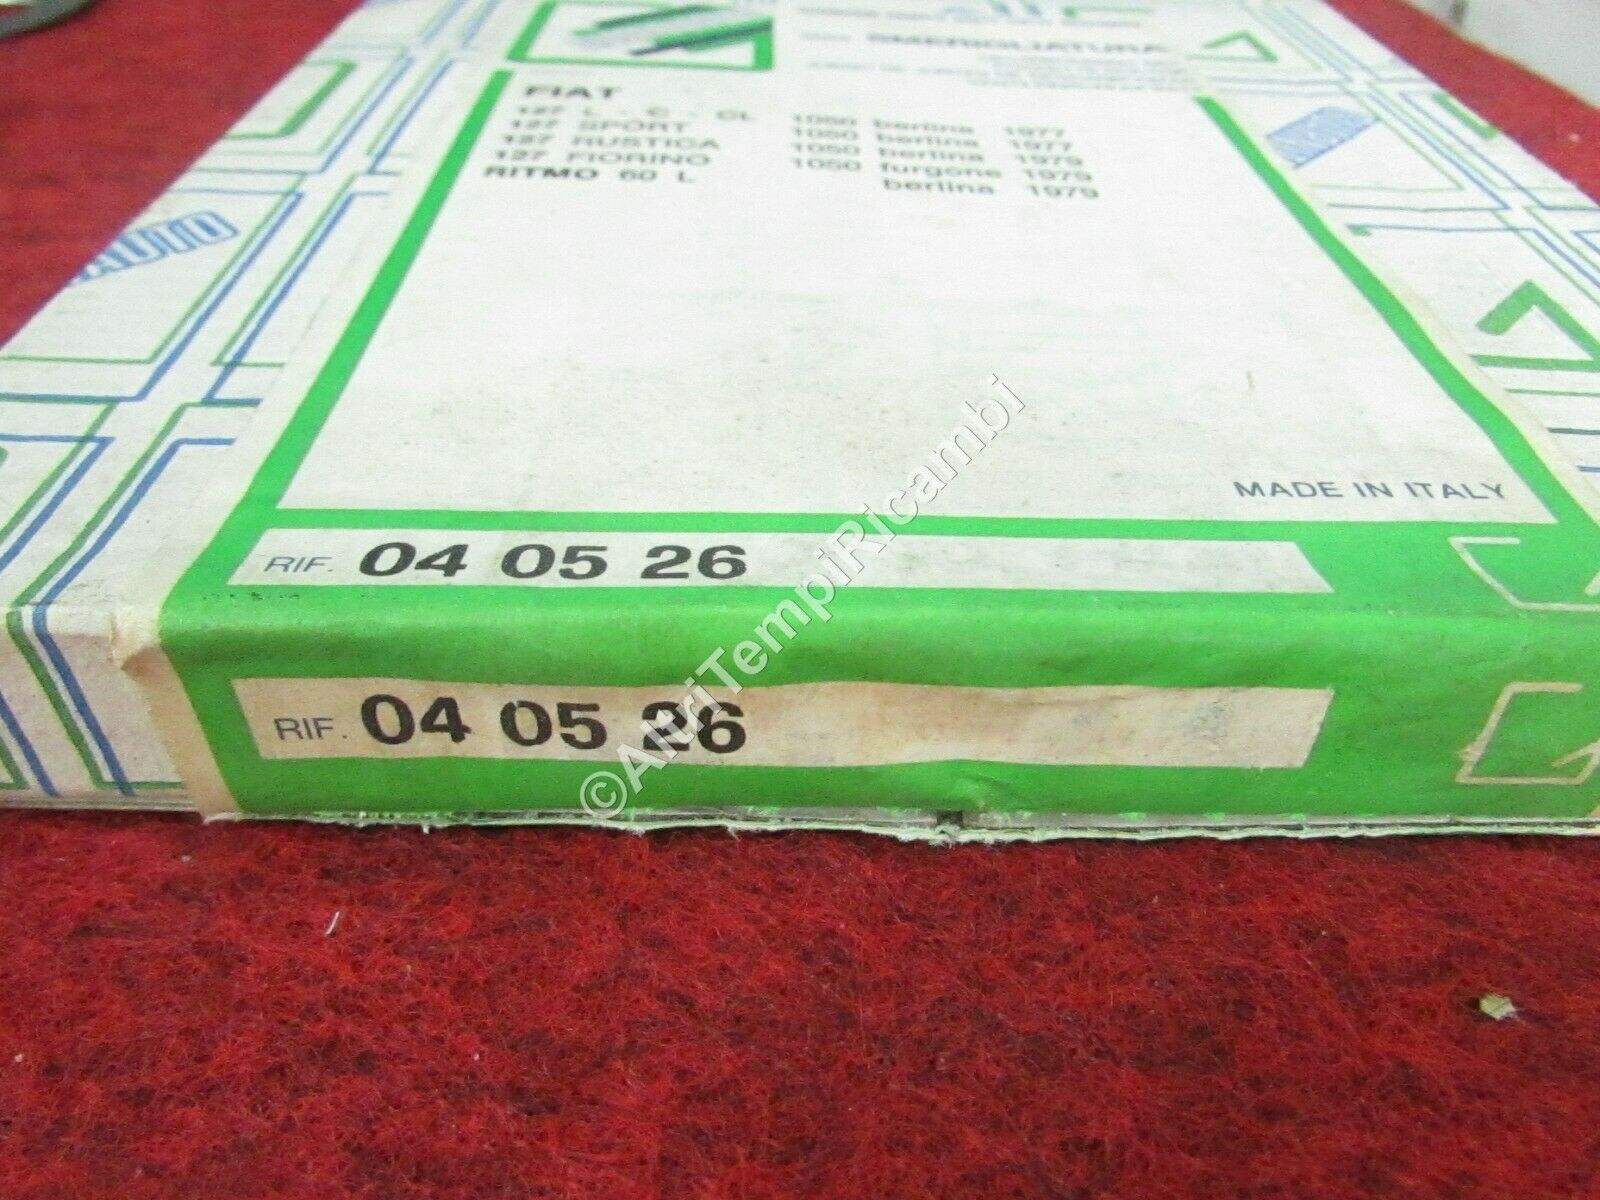 SMERIGLIATURA
FIAT
127 L - C - CL 1050 berlina 1977
127 SPORT 1050 berlina 1977
127 RUSTICA 1050 berlina 1979
127 FIORINO 1050 furgone 1979
RITMO 60 L berlina 1979
AUTO
MADE IN ITALY
RIF. 04 05 26
RIF. 04 05 26
©AltriTempiRicambi